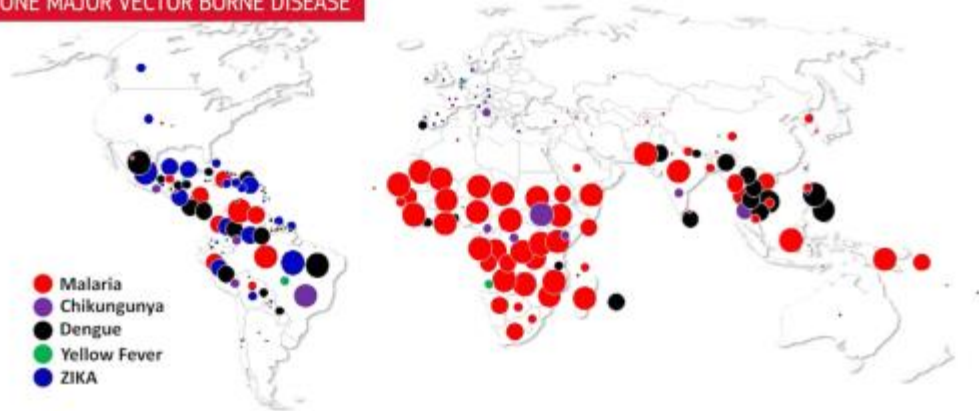 ONE MAJOR VECTOR BORNE DISEASE
Malaria
Chikungunya
Dengue
Yellow Fever
ZIKA